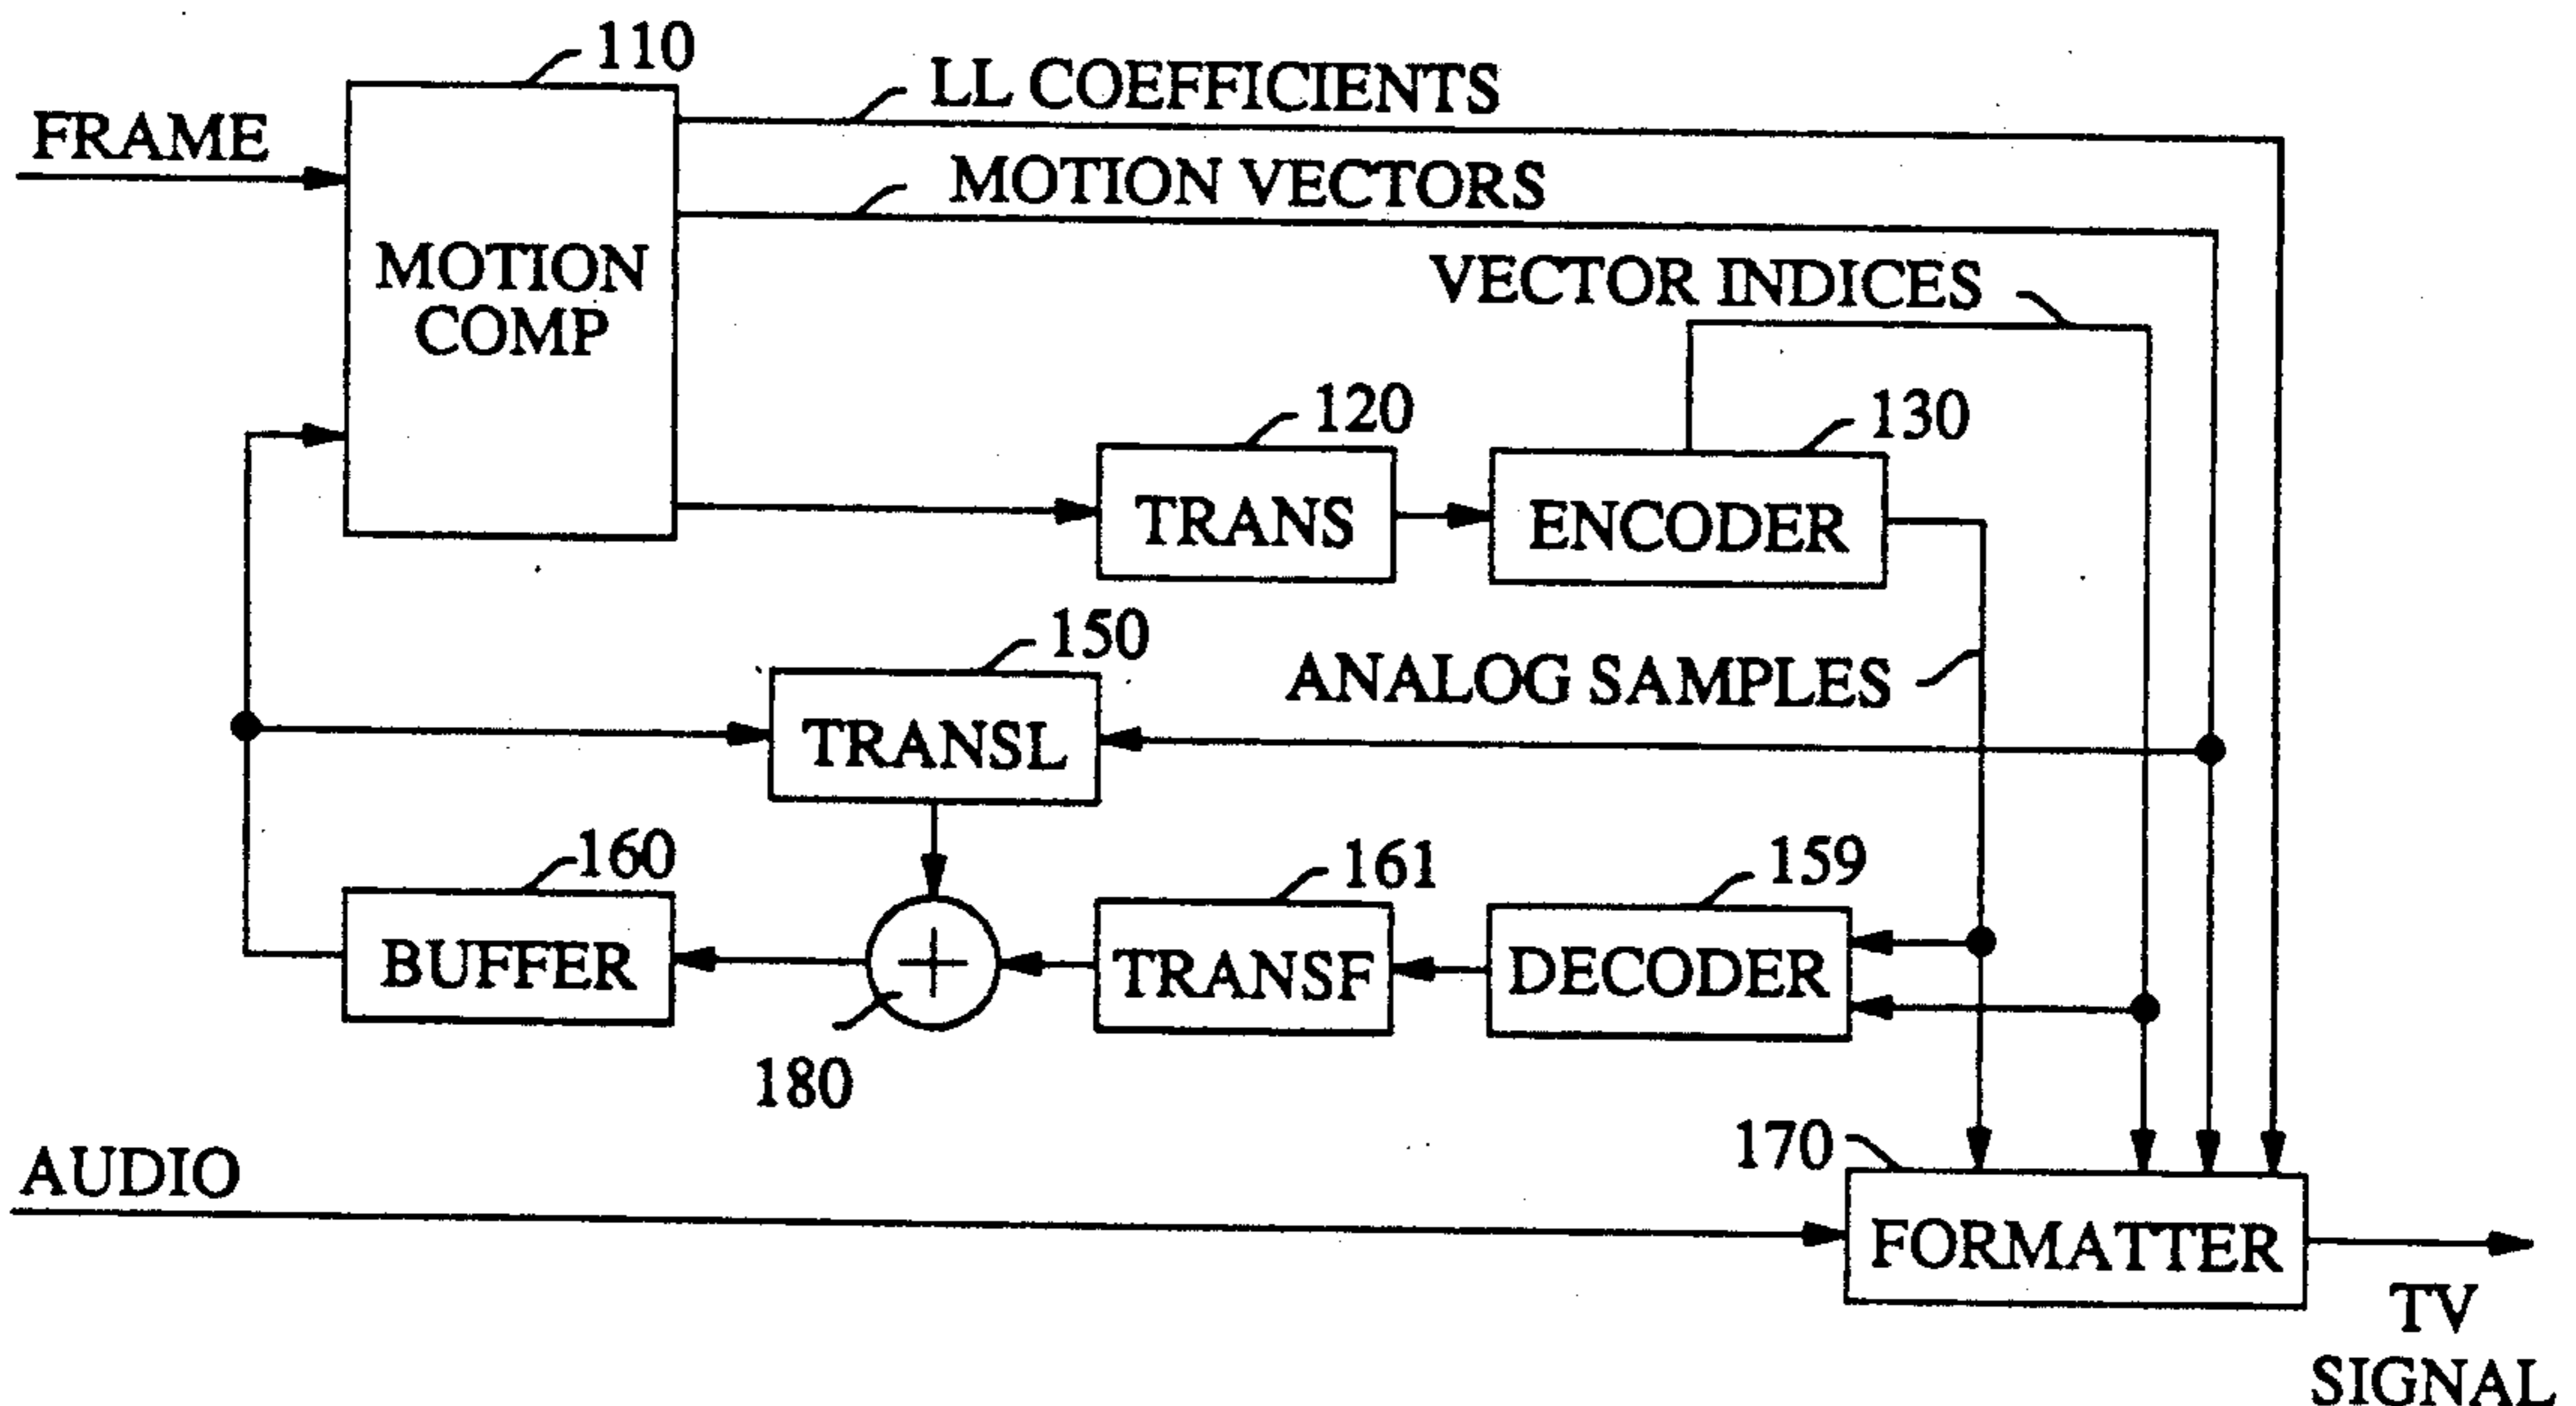 110
LL COEFFICIENTS
FRAME
MOTION VECTORS
MOTION
COMP
VECTOR INDICES
120
130
TRANS
ENCODER
150
ANALOG SAMPLES
TRANSL
160
161
159
BUFFER
+
TRANSF
DECODER
180
170
AUDIO
FORMATTER
TV
SIGNAL